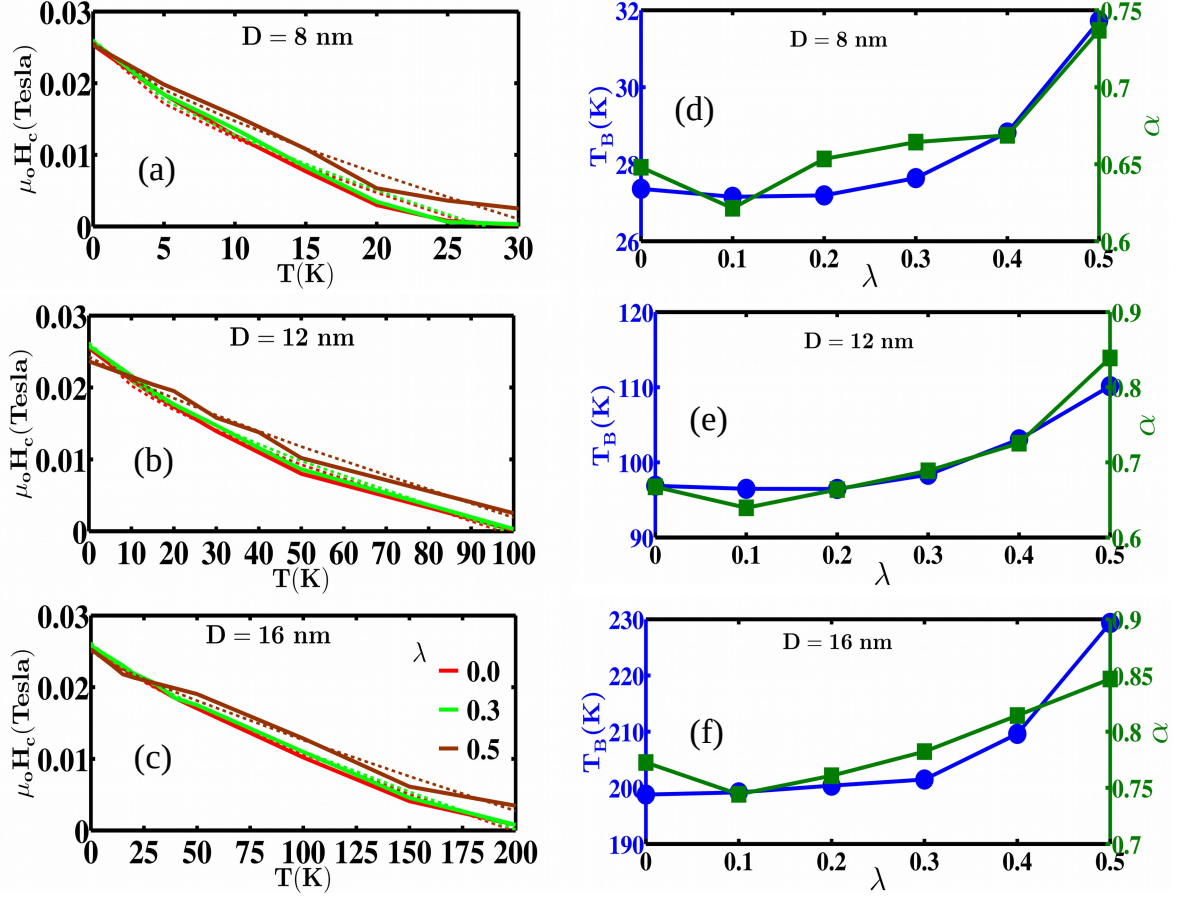 D = 8 nm
μₒH_c(Tesla)
0.03
0.02
0.01
0
(a)
0 5 10 15 20 25 30
T(K)
D = 8 nm
T_B(K)
32
30
28
26
(d)
0.75
0.7
0.65
0.6
α
0 0.1 0.2 0.3 0.4 0.5
λ
D = 12 nm
μₒH_c(Tesla)
0.03
0.02
0.01
0
(b)
0 10 20 30 40 50 60 70 80 90 100
T(K)
D = 12 nm
T_B(K)
120
110
100
90
(e)
0.9
0.8
0.7
0.6
α
0 0.1 0.2 0.3 0.4 0.5
λ
D = 16 nm
μₒH_c(Tesla)
0.03
0.02
0.01
0
(c)
λ
0.0
0.3
0.5
0 25 50 75 100 125 150 175 200
T(K)
D = 16 nm
T_B(K)
230
220
210
200
190
(f)
0.9
0.85
0.8
0.75
0.7
α
0 0.1 0.2 0.3 0.4 0.5
λ